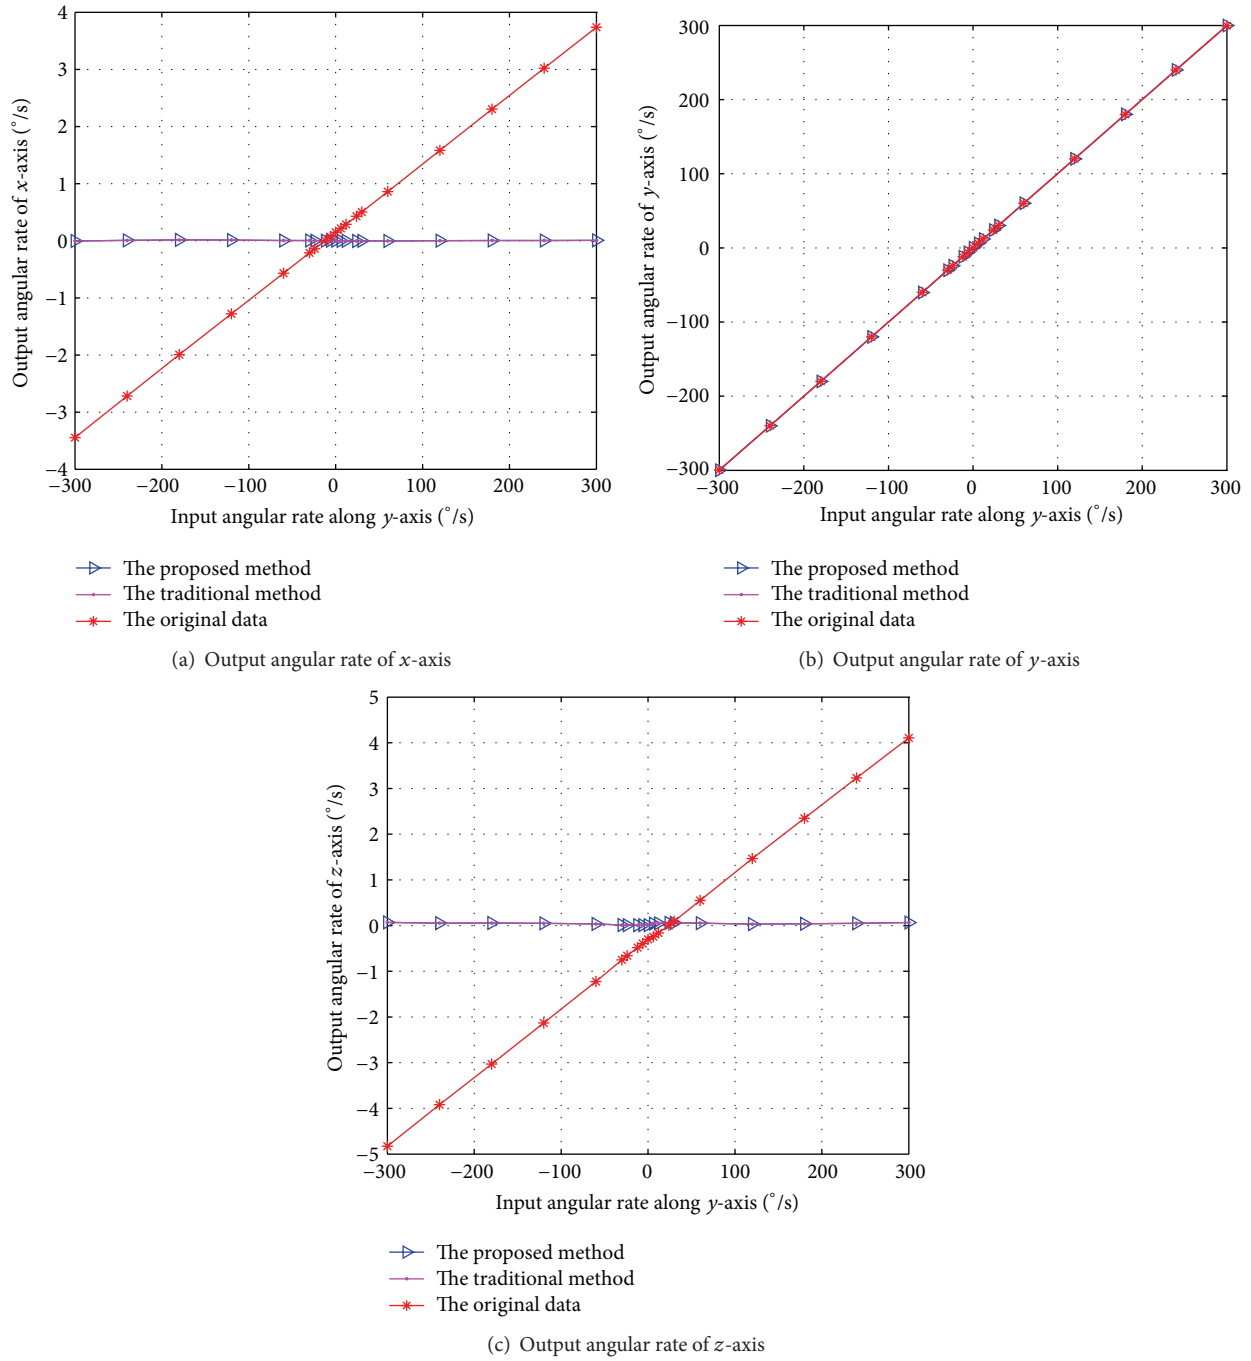 4
3
2
1
0
−1
−2
−3
−4
Output angular rate of x-axis (°/s)
−300 −200 −100 0 100 200 300
Input angular rate along y-axis (°/s)
The proposed method
The traditional method
The original data
(a) Output angular rate of x-axis
300
200
100
0
−100
−200
−300
Output angular rate of y-axis (°/s)
−300 −200 −100 0 100 200 300
Input angular rate along y-axis (°/s)
The proposed method
The traditional method
The original data
(b) Output angular rate of y-axis
5
4
3
2
1
0
−1
−2
−3
−4
−5
Output angular rate of z-axis (°/s)
−300 −200 −100 0 100 200 300
Input angular rate along y-axis (°/s)
The proposed method
The traditional method
The original data
(c) Output angular rate of z-axis